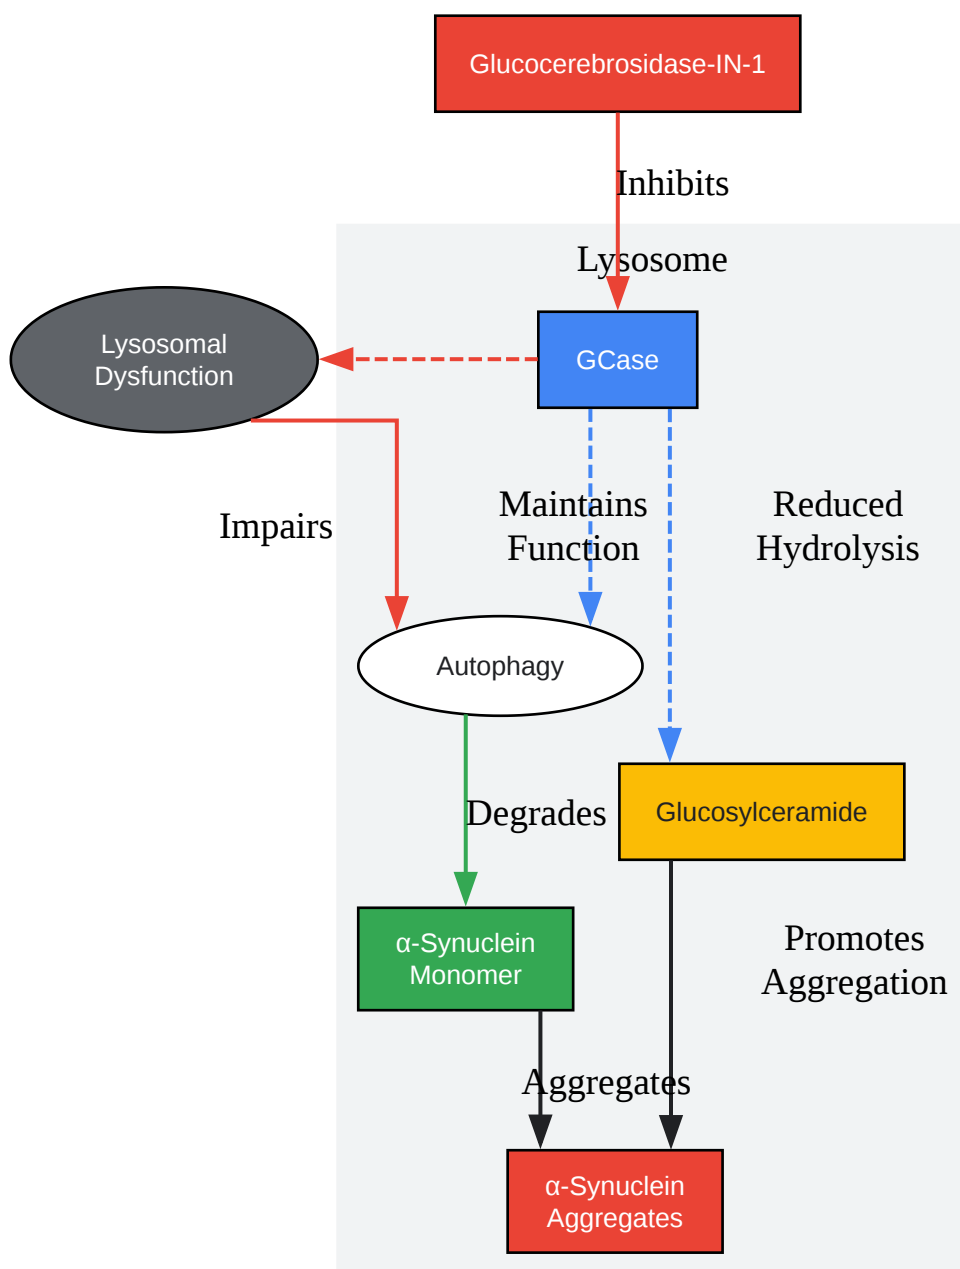 Glucocerebrosidase-IN-1
Inhibits
Lysosome
Lysosomal
Dysfunction
GCase
Impairs
Maintains
Function
Reduced
Hydrolysis
Autophagy
Degrades
Glucosylceramide
α-Synuclein
Monomer
Promotes
Aggregation
Aggregates
α-Synuclein
Aggregates